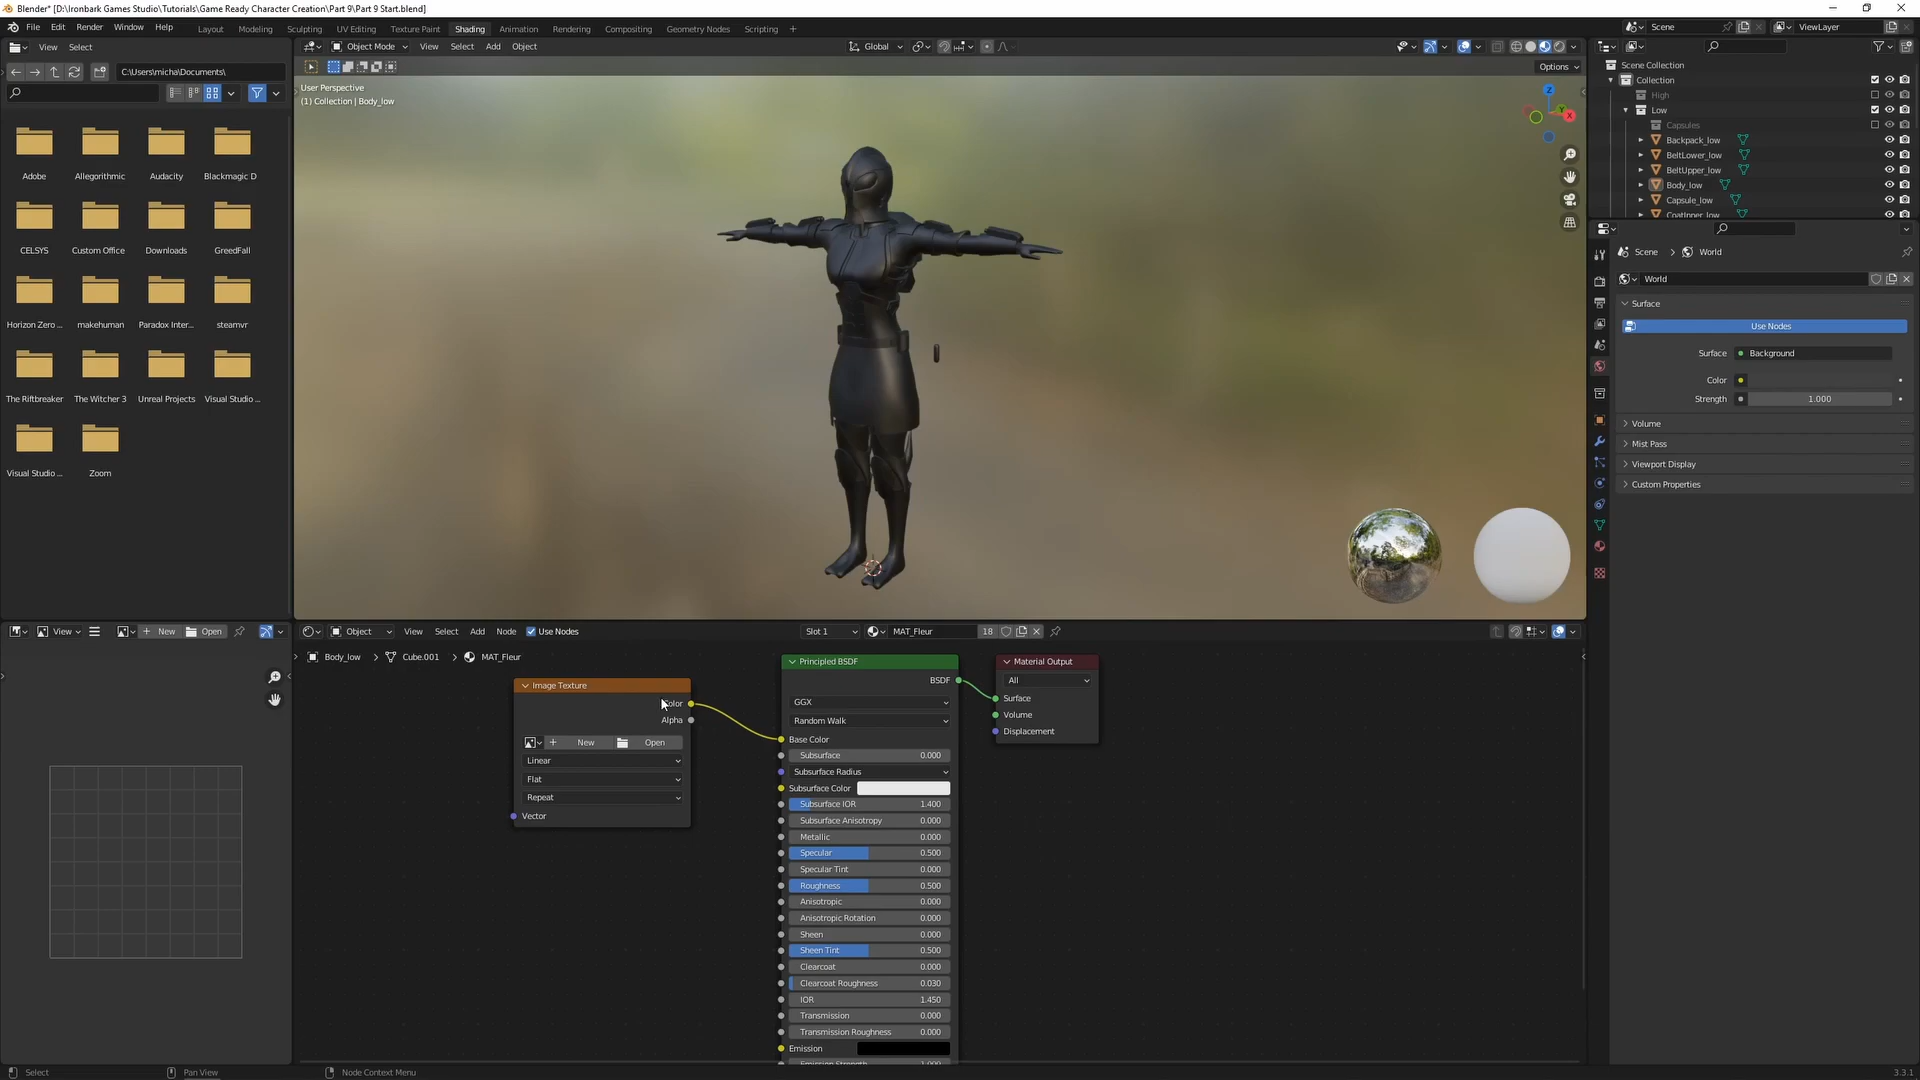 Blender* [D:\Ironbark Games Studio\Tutorials\Game Ready Character Creation\Part 9\Part 9 Start.blend]
File Edit Render Window Help
Layout Modeling Sculpting UV Editing Texture Paint Shading Animation Rendering Compositing Geometry Nodes Scripting +
Scene
ViewLayer
View Select
C:\Users\micha\Documents\
Adobe
Allegorithmic
Audacity
Blackmagic D
CELSYS
Custom Office
Downloads
GreedFall
Horizon Zero ...
makehuman
Paradox Inter...
steamvr
The Riftbreaker
The Witcher 3
Unreal Projects
Visual Studio ...
Visual Studio ...
Zoom
Object Mode View Select Add Object
Global
Options
User Perspective
(1) Collection | Body_low
Z
Y
X
Scene Collection
Collection
High
Low
Capsules
Backpack_low
BeltLower_low
BeltUpper_low
Body_low
Capsule_low
CoatInner_low
Scene > World
World
Surface
Use Nodes
Surface Background
Color
Strength 1.000
Volume
Mist Pass
Viewport Display
Custom Properties
View
+ New Open
Object View Select Add Node Use Nodes
Slot 1
MAT_Fleur 18
Body_low > Cube.001 > MAT_Fleur
Image Texture
Color
Alpha
+ New Open
Linear
Flat
Repeat
Vector
Principled BSDF
BSDF
GGX
Random Walk
Base Color
Subsurface 0.000
Subsurface Radius
Subsurface Color
Subsurface IOR 1.400
Subsurface Anisotropy 0.000
Metallic 0.000
Specular 0.500
Specular Tint 0.000
Roughness 0.500
Anisotropic 0.000
Anisotropic Rotation 0.000
Sheen 0.000
Sheen Tint 0.500
Clearcoat 0.000
Clearcoat Roughness 0.030
IOR 1.450
Transmission 0.000
Transmission Roughness 0.000
Emission
Emission Strength 1.000
Material Output
All
Surface
Volume
Displacement
Select
Pan View
Node Context Menu
3.3.1